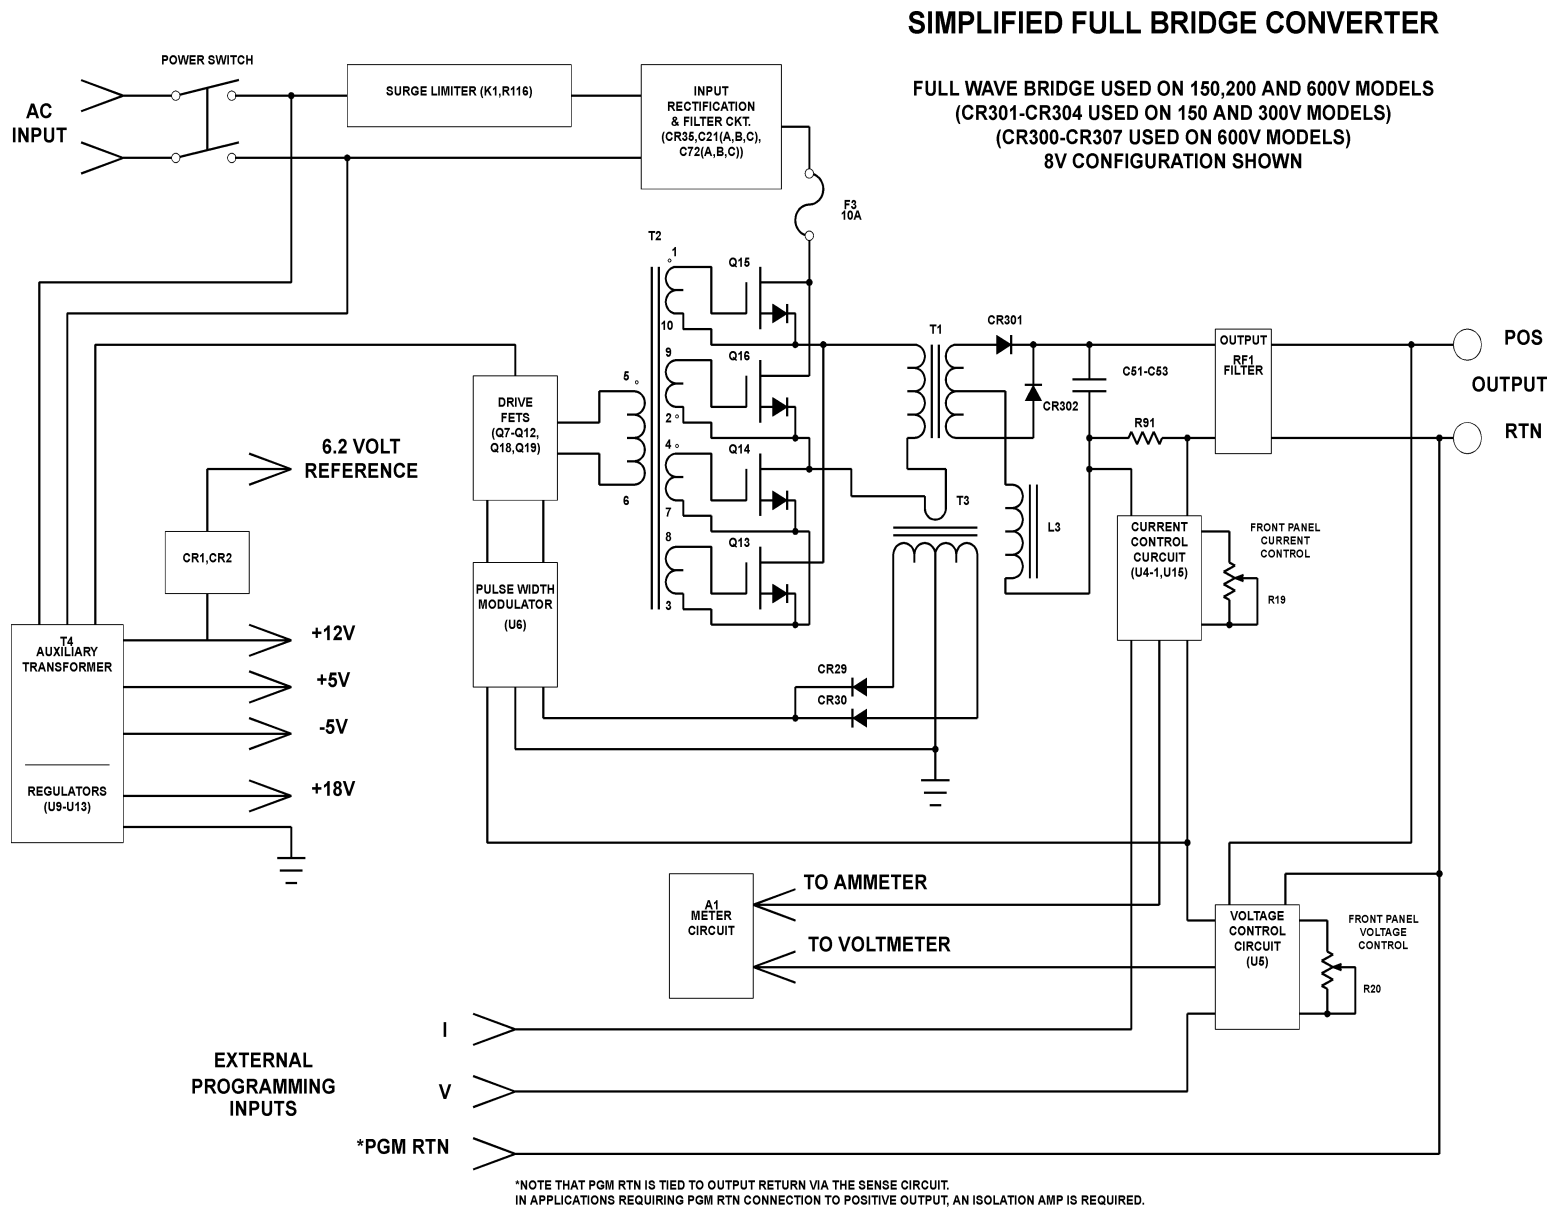 SIMPLIFIED FULL BRIDGE CONVERTER
FULL WAVE BRIDGE USED ON 150,200 AND 600V MODELS
(CR301-CR304 USED ON 150 AND 300V MODELS)
(CR300-CR307 USED ON 600V MODELS)
8V CONFIGURATION SHOWN
POWER SWITCH
AC
INPUT
SURGE LIMITER (K1,R116)
INPUT
RECTIFICATION
& FILTER CKT.
(CR35,C21(A,B,C),
C72(A,B,C))
F3
10A
T2
1
10
9
2
4
7
8
3
5
6
Q15
Q16
Q14
Q13
T1
CR301
CR302
C51-C53
R91
OUTPUT
RF1
FILTER
POS
OUTPUT
RTN
DRIVE
FETS
(Q7-Q12,
Q18,Q19)
6.2 VOLT
REFERENCE
CR1,CR2
T3
L3
CURRENT
CONTROL
CURCUIT
(U4-1,U15)
FRONT PANEL
CURRENT
CONTROL
R19
PULSE WIDTH
MODULATOR
(U6)
T4
AUXILIARY
TRANSFORMER
REGULATORS
(U9-U13)
+12V
+5V
-5V
+18V
CR29
CR30
A1
METER
CIRCUIT
TO AMMETER
TO VOLTMETER
VOLTAGE
CONTROL
CIRCUIT
(U5)
FRONT PANEL
VOLTAGE
CONTROL
R20
EXTERNAL
PROGRAMMING
INPUTS
I
V
*PGM RTN
*NOTE THAT PGM RTN IS TIED TO OUTPUT RETURN VIA THE SENSE CIRCUIT.
IN APPLICATIONS REQUIRING PGM RTN CONNECTION TO POSITIVE OUTPUT, AN ISOLATION AMP IS REQUIRED.